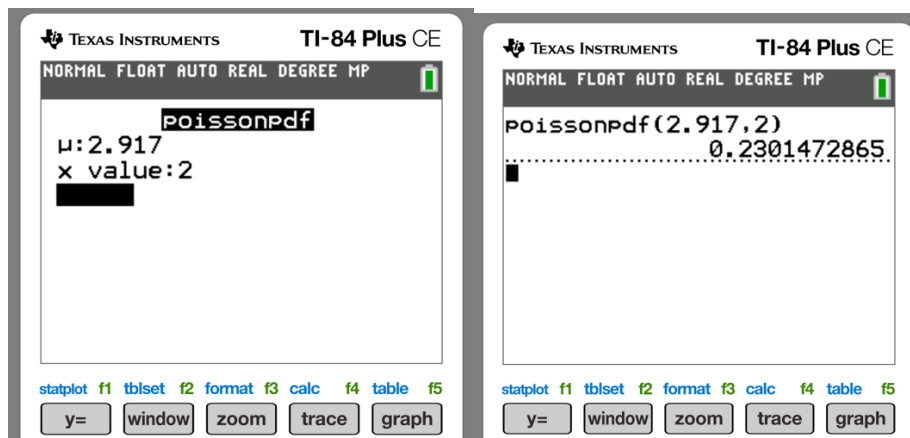 TEXAS INSTRUMENTS TI-84 Plus CE
NORMAL FLOAT AUTO REAL DEGREE MP
poissonpdf
μ:2.917
x value:2
statplot f1 tblset f2 format f3 calc f4 table f5
y= window zoom trace graph
TEXAS INSTRUMENTS TI-84 Plus CE
NORMAL FLOAT AUTO REAL DEGREE MP
poissonpdf(2.917,2)
0.2301472865
statplot f1 tblset f2 format f3 calc f4 table f5
y= window zoom trace graph